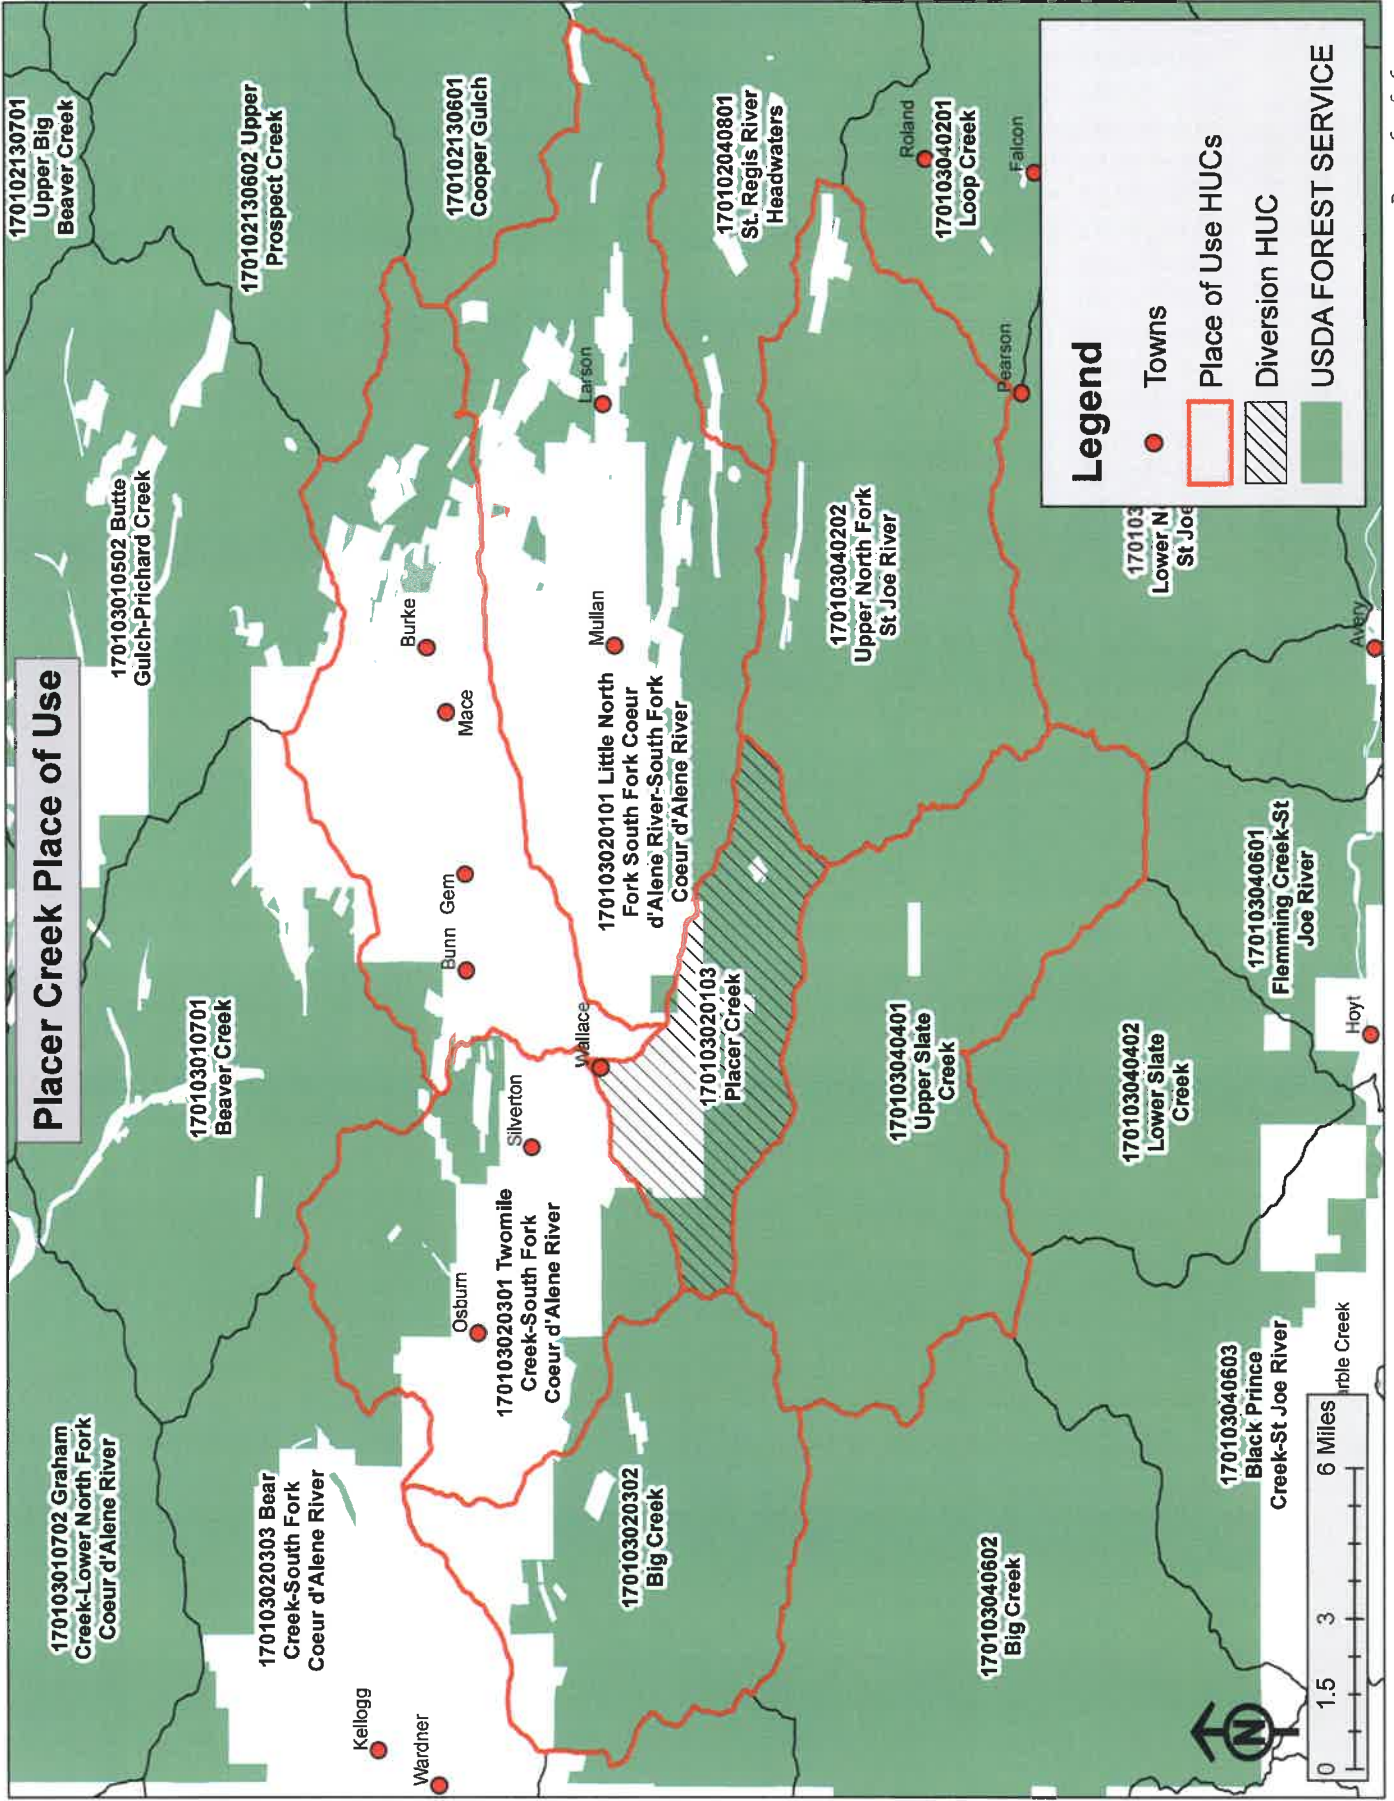 Placer Creek Place of Use
170102130701
Upper Big
Beaver Creek
170102130602 Upper
Prospect Creek
170102130601
Cooper Gulch
170102040801
St. Regis River
Headwaters
Roland
170103040201
Loop Creek
Falcon
Pearson
170103010502 Butte
Gulch-Prichard Creek
Larson
Burke
Mace
Mullan
170103020101 Little North
Fork South Fork Coeur
d'Alene River-South Fork
Coeur d'Alene River
170103040202
Upper North Fork
St Joe River
170103
Lower N
St Joe
Avery
Gem
Bunn
170103010701
Beaver Creek
Wallace
170103020103
Placer Creek
Silverton
170103020301 Twomile
Creek-South Fork
Coeur d'Alene River
Osburn
170103040401
Upper Slate
Creek
170103040402
Lower Slate
Creek
170103040601
Flemming Creek-St
Joe River
Hoyt
170103010702 Graham
Creek-Lower North Fork
Coeur d'Alene River
170103020303 Bear
Creek-South Fork
Coeur d'Alene River
Kellogg
Wardner
170103020302
Big Creek
170103040602
Big Creek
170103040603
Black Prince
Creek-St Joe River
arble Creek
N
0 1.5 3 6 Miles
Legend
Towns
Place of Use HUCs
Diversion HUC
USDA FOREST SERVICE